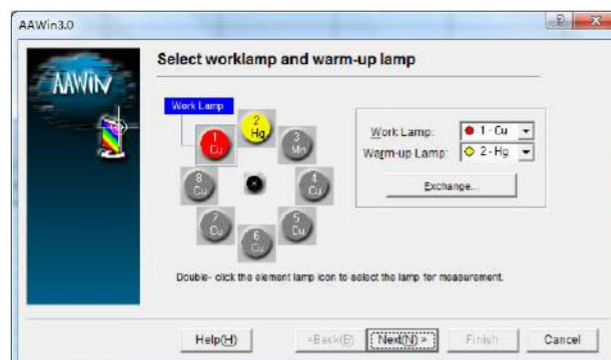 AAWin3.0
AAWIN
Select worklamp and warm-up lamp
Work Lamp
1
Cu
2
Hg
3
Mn
4
Cu
5
Cu
6
Cu
7
Cu
8
Cu
Work Lamp: 1 - Cu
Warm-up Lamp: 2 - Hg
Exchange...
Double- click the element lamp icon to select the lamp for measurement.
Help(H) <Back(B) Next(N) > Finish Cancel